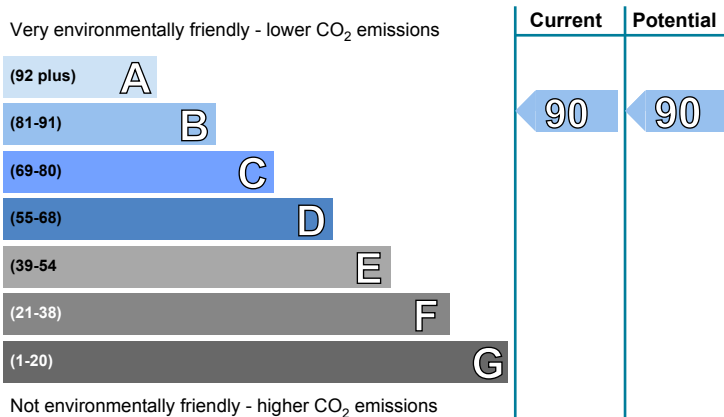 Very environmentally friendly - lower CO₂ emissions
Current
Potential
(92 plus) A
(81-91) B
90
90
(69-80) C
(55-68) D
(39-54 E
(21-38) F
(1-20) G
Not environmentally friendly - higher CO₂ emissions